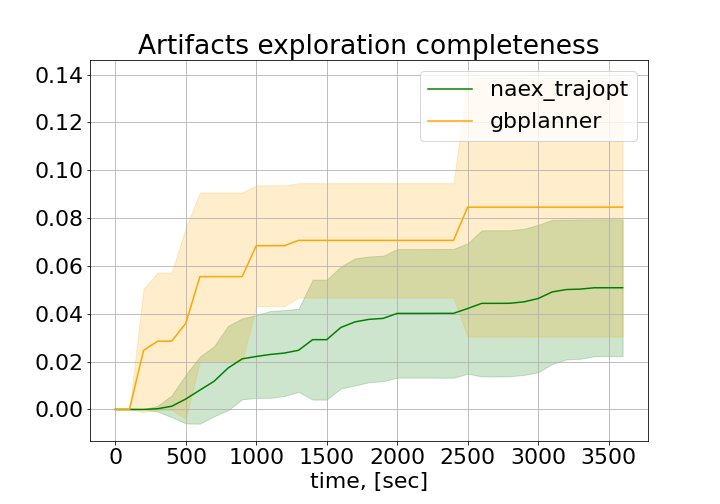 Artifacts exploration completeness
naex_trajopt
gbplanner
0.14
0.12
0.10
0.08
0.06
0.04
0.02
0.00
0 500 1000 1500 2000 2500 3000 3500
time, [sec]